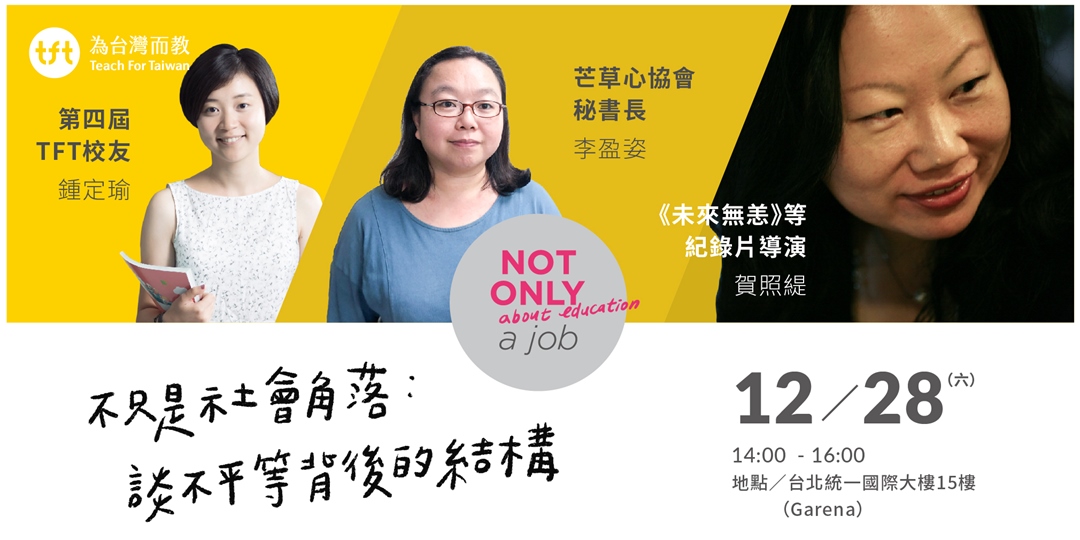 tft
為台灣而教
Teach For Taiwan
第四屆
TFT校友
鍾定瑜
芒草心協會
秘書長
李盈姿
《未來無恙》等
紀錄片導演
賀照緹
NOT
ONLY
about education
a job
不只是社會角落：
談不平等背後的結構
12／28（六）
14:00 - 16:00
地點／台北統一國際大樓15樓
（Garena）